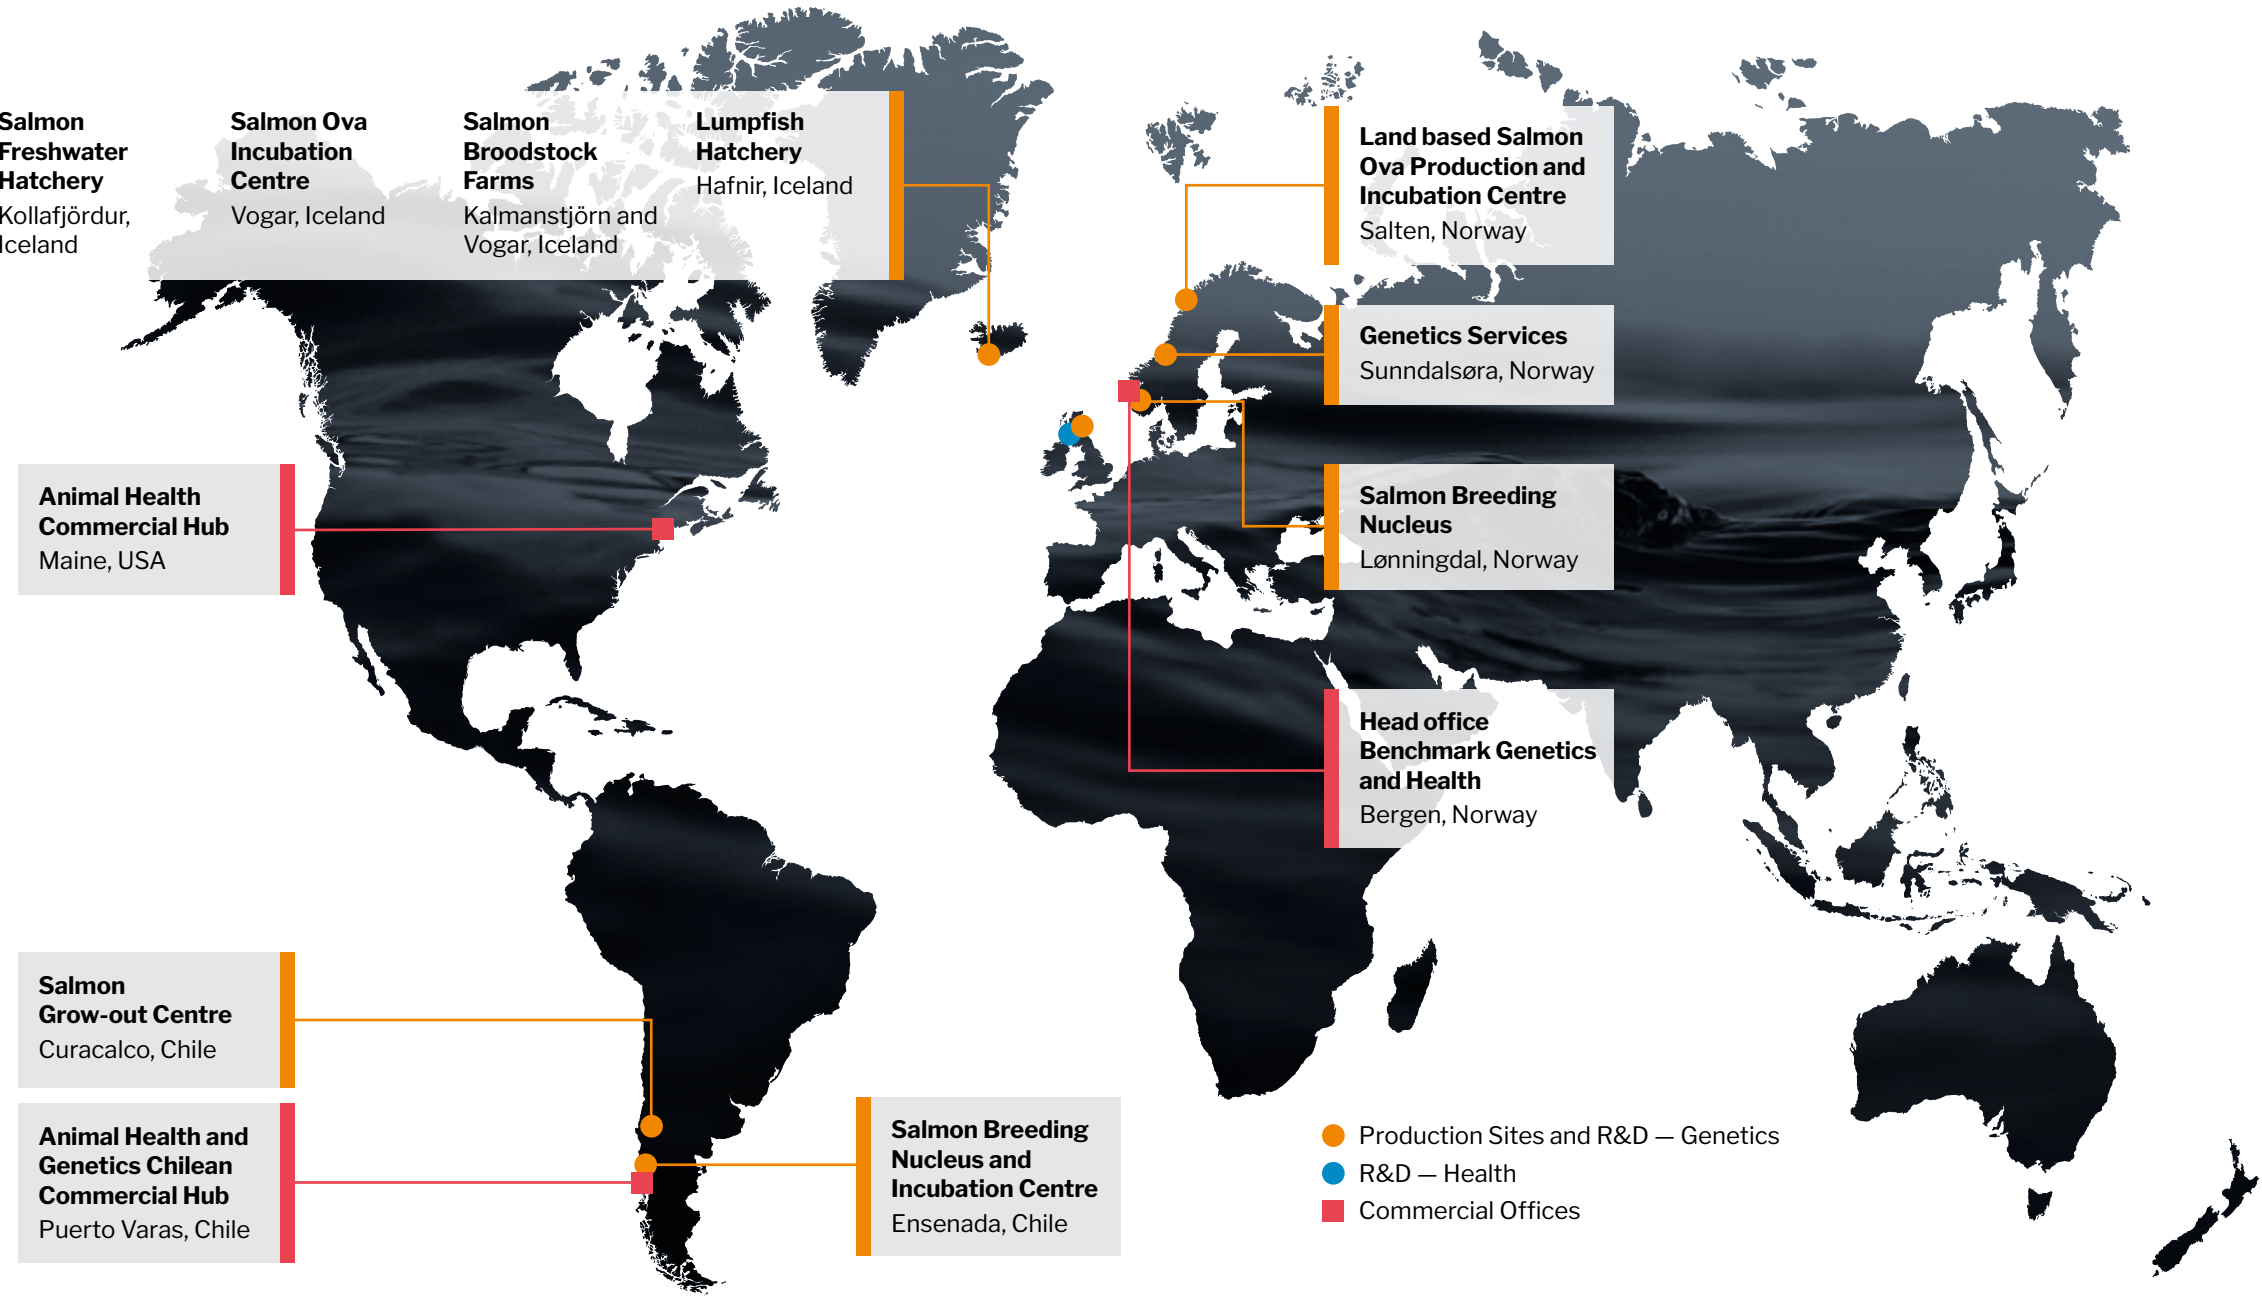 Salmon
Freshwater
Hatchery
Kollafjördur,
Iceland
Salmon Ova
Incubation
Centre
Vogar, Iceland
Salmon
Broodstock
Farms
Kalmanstjörn and
Vogar, Iceland
Lumpfish
Hatchery
Hafnir, Iceland
Land based Salmon
Ova Production and
Incubation Centre
Salten, Norway
Genetics Services
Sunndalsøra, Norway
Animal Health
Commercial Hub
Maine, USA
Salmon Breeding
Nucleus
Lønningdal, Norway
Head office
Benchmark Genetics
and Health
Bergen, Norway
Salmon
Grow-out Centre
Curacalco, Chile
Animal Health and
Genetics Chilean
Commercial Hub
Puerto Varas, Chile
Salmon Breeding
Nucleus and
Incubation Centre
Ensenada, Chile
Production Sites and R&D — Genetics
R&D — Health
Commercial Offices